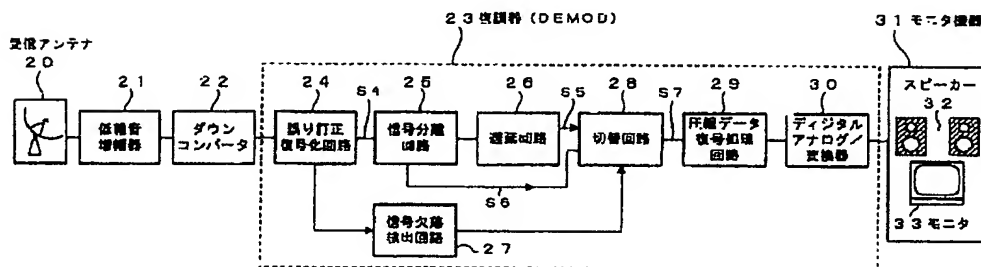 23復調器(DEMOD)
31モニタ機器
受信アンテナ
20
21
22
24
25
26
28
29
30
スピーカー
32
S4
S5
S7
低雑音
増幅器
ダウン
コンバータ
誤り訂正
復号化回路
信号分離
回路
遅延回路
切替回路
圧縮データ
復号処理
回路
ディジタル
アナログ/
変換器
S6
信号欠落
検出回路
27
33モニタ